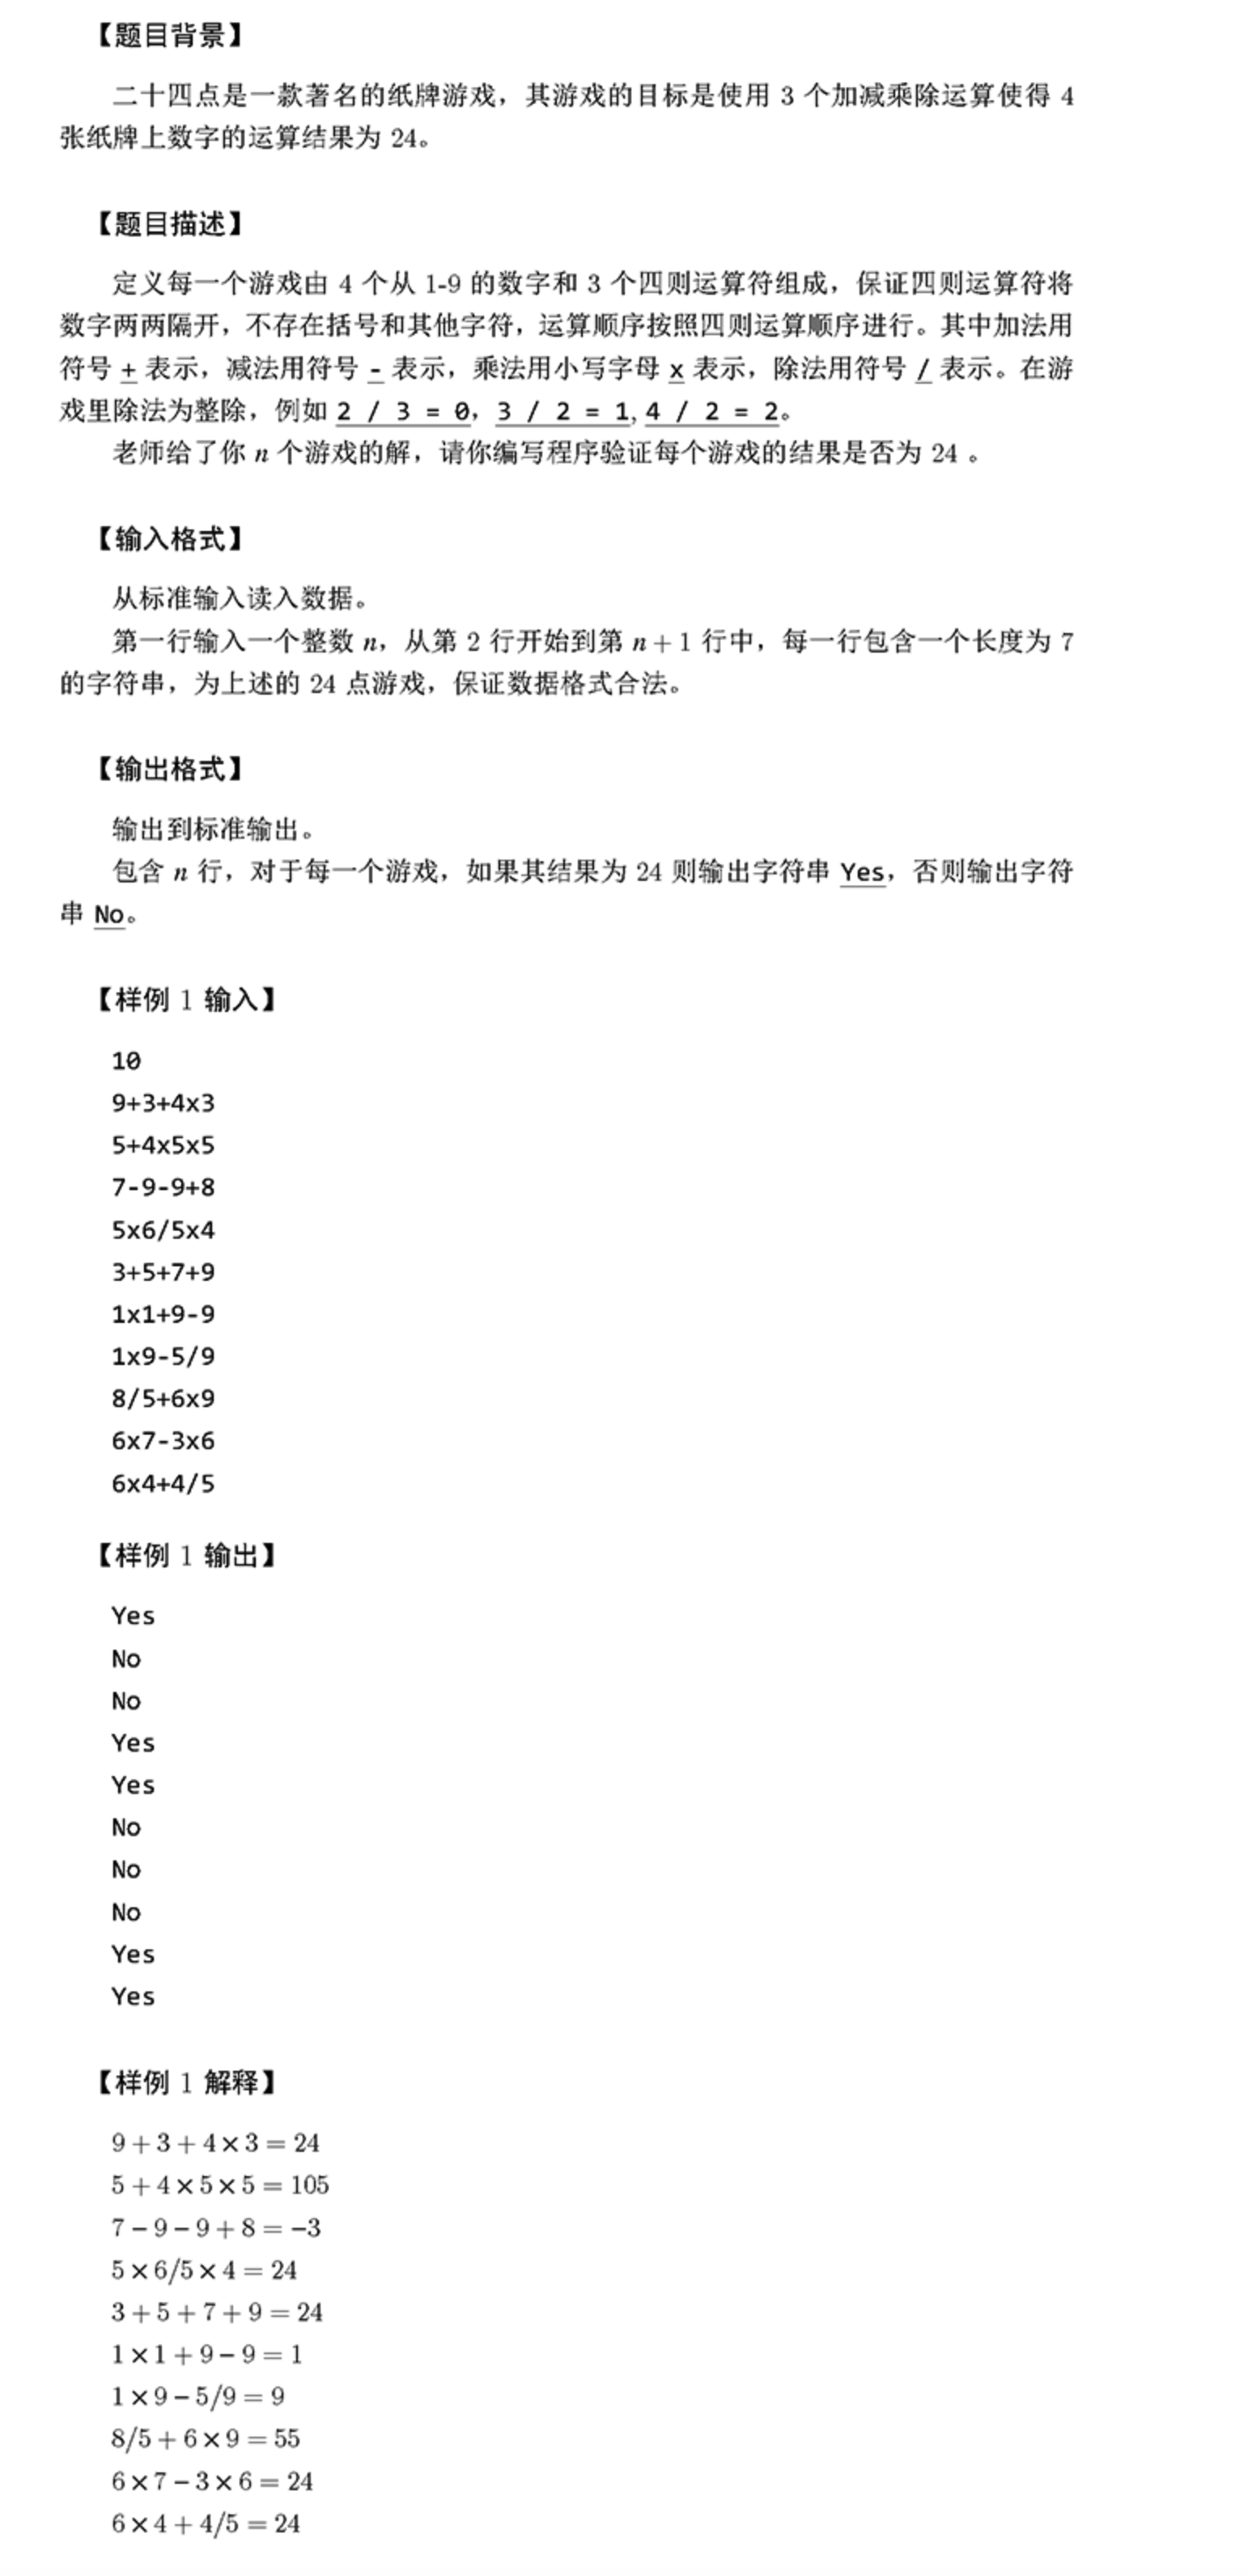 【题目背景】
二十四点是一款著名的纸牌游戏，其游戏的目标是使用 3 个加减乘除运算使得 4
张纸牌上数字的运算结果为 24。
【题目描述】
定义每一个游戏由 4 个从 1-9 的数字和 3 个四则运算符组成，保证四则运算符将
数字两两隔开，不存在括号和其他字符，运算顺序按照四则运算顺序进行。其中加法用
符号 + 表示，减法用符号 - 表示，乘法用小写字母 x 表示，除法用符号 / 表示。在游
戏里除法为整除，例如 2 / 3 = 0，3 / 2 = 1, 4 / 2 = 2。
老师给了你 n 个游戏的解，请你编写程序验证每个游戏的结果是否为 24 。
【输入格式】
从标准输入读入数据。
第一行输入一个整数 n，从第 2 行开始到第 n + 1 行中，每一行包含一个长度为 7
的字符串，为上述的 24 点游戏，保证数据格式合法。
【输出格式】
输出到标准输出。
包含 n 行，对于每一个游戏，如果其结果为 24 则输出字符串 Yes，否则输出字符
串 No。
【样例 1 输入】
10
9+3+4x3
5+4x5x5
7-9-9+8
5x6/5x4
3+5+7+9
1x1+9-9
1x9-5/9
8/5+6x9
6x7-3x6
6x4+4/5
【样例 1 输出】
Yes
No
No
Yes
Yes
No
No
No
Yes
Yes
【样例 1 解释】
9 + 3 + 4 × 3 = 24
5 + 4 × 5 × 5 = 105
7 − 9 − 9 + 8 = −3
5 × 6/5 × 4 = 24
3 + 5 + 7 + 9 = 24
1 × 1 + 9 − 9 = 1
1 × 9 − 5/9 = 9
8/5 + 6 × 9 = 55
6 × 7 − 3 × 6 = 24
6 × 4 + 4/5 = 24